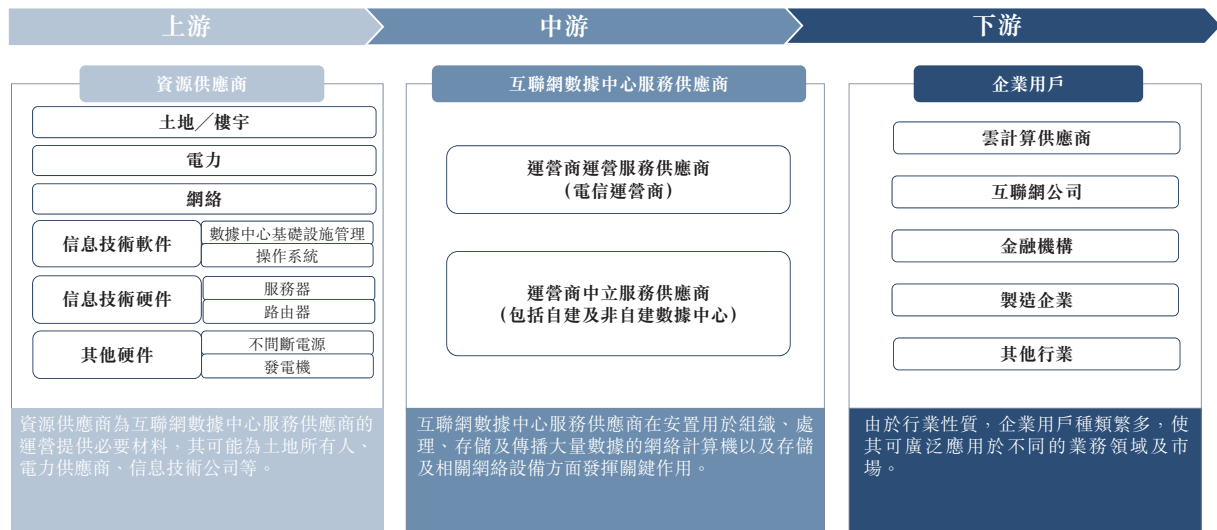 上游
中游
下游
資源供應商
土地／樓宇
電力
網絡
信息技術軟件
數據中心基礎設施管理
操作系統
信息技術硬件
服務器
路由器
其他硬件
不間斷電源
發電機
資源供應商為互聯網數據中心服務供應商的
運營提供必要材料，其可能為土地所有人、
電力供應商、信息技術公司等。
互聯網數據中心服務供應商
運營商運營服務供應商
(電信運營商)
運營商中立服務供應商
(包括自建及非自建數據中心)
互聯網數據中心服務供應商在安置用於組織、處
理、存儲及傳播大量數據的網絡計算機以及存儲
及相關網絡設備方面發揮關鍵作用。
企業用戶
雲計算供應商
互聯網公司
金融機構
製造企業
其他行業
由於行業性質，企業用戶種類繁多，使
其可廣泛應用於不同的業務領域及市
場。